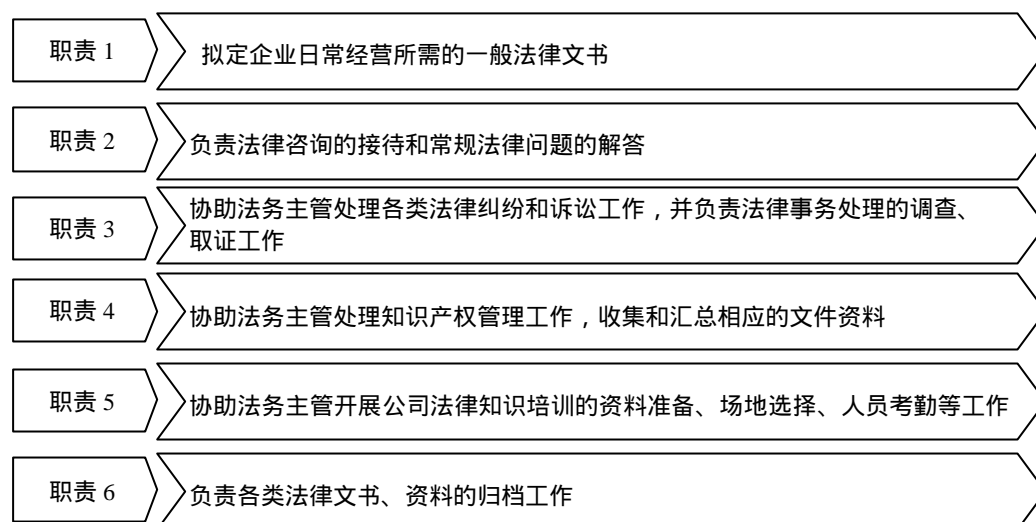 职责 1
拟定企业日常经营所需的一般法律文书
职责 2
负责法律咨询的接待和常规法律问题的解答
职责 3
协助法务主管处理各类法律纠纷和诉讼工作，并负责法律事务处理的调查、
取证工作
职责 4
协助法务主管处理知识产权管理工作，收集和汇总相应的文件资料
职责 5
协助法务主管开展公司法律知识培训的资料准备、场地选择、人员考勤等工作
职责 6
负责各类法律文书、资料的归档工作